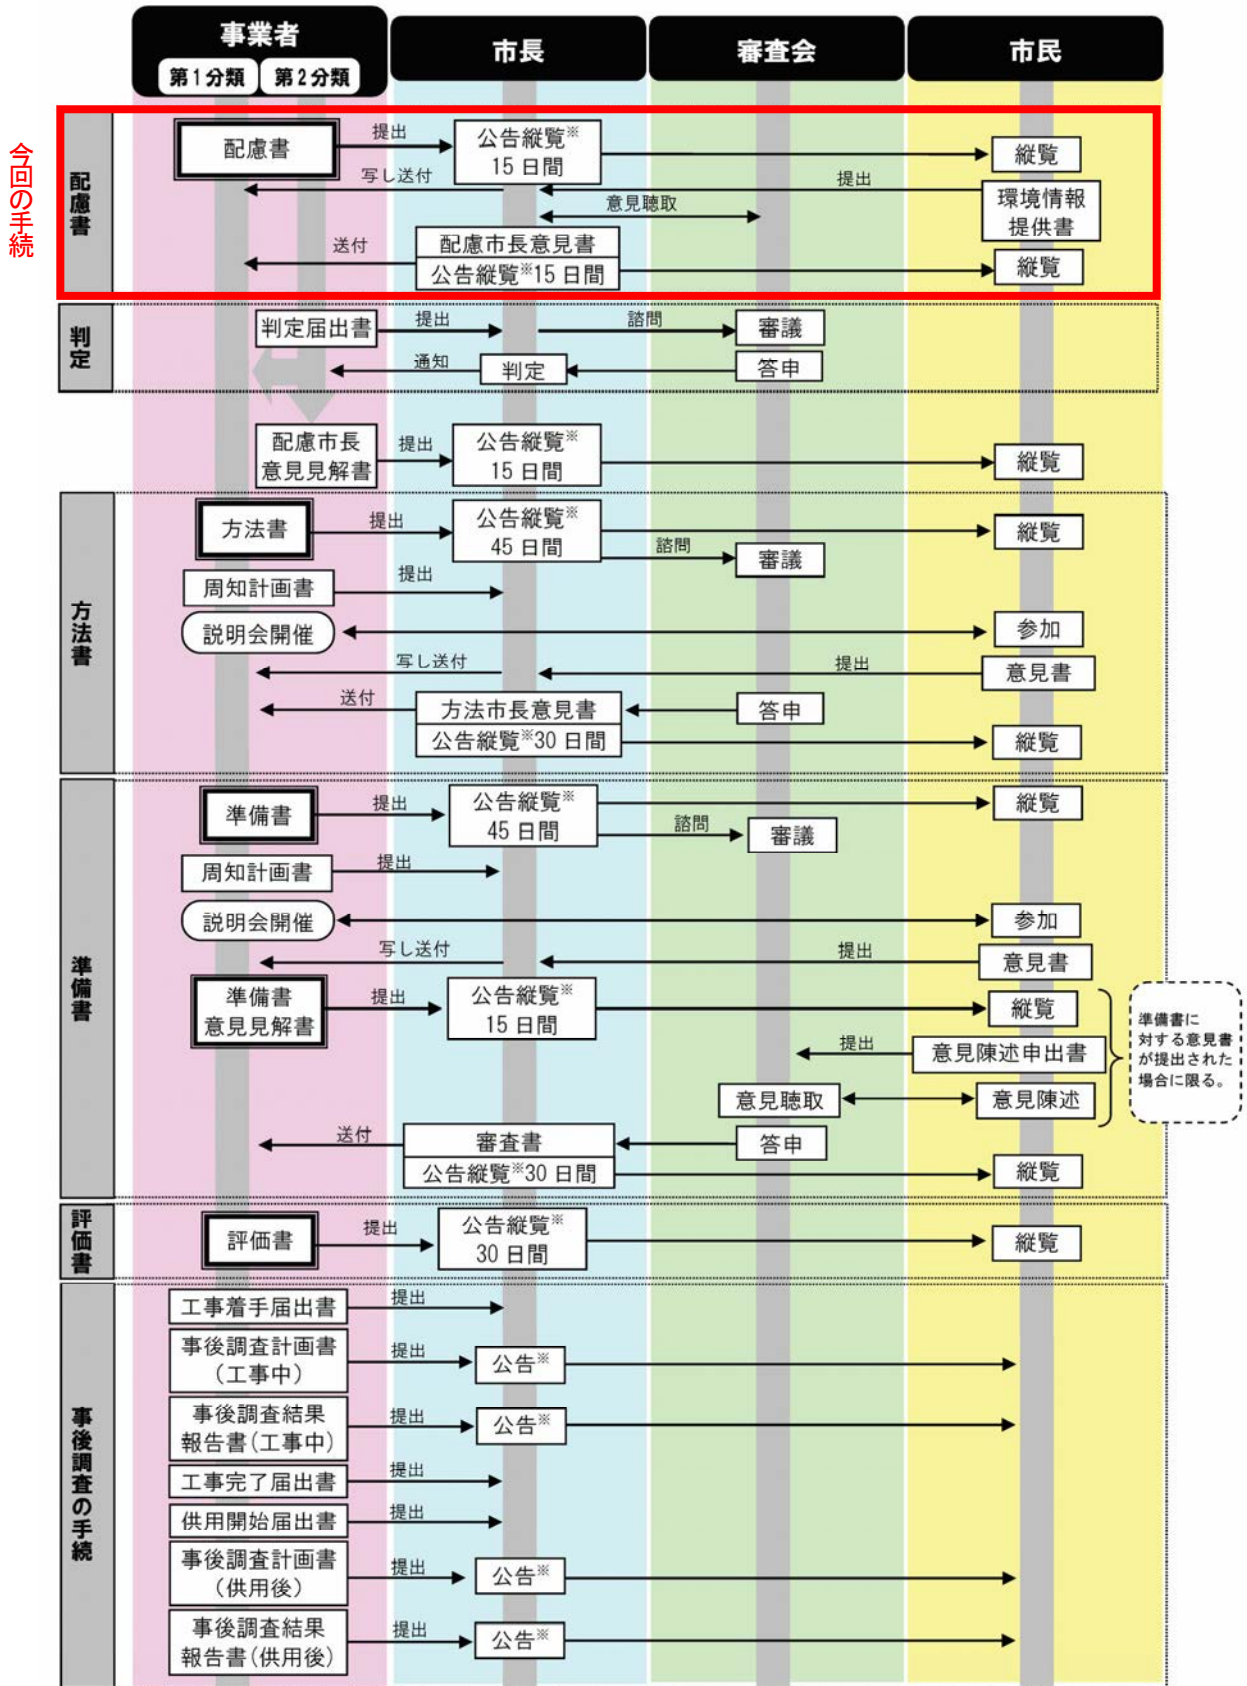 事業者
第1分類 第2分類
市長
審査会
市民
今回の手続
配慮書
配慮書
提出
公告縦覧※
15日間
縦覧
写し送付
提出
環境情報
提供書
意見聴取
送付
配慮市長意見書
公告縦覧※15日間
縦覧
判定
判定届出書
提出
諮問
審議
通知
判定
答申
配慮市長
意見見解書
提出
公告縦覧※
15日間
縦覧
方法書
方法書
提出
公告縦覧※
45日間
縦覧
諮問
審議
周知計画書
提出
説明会開催
参加
写し送付
提出
意見書
送付
方法市長意見書
公告縦覧※30日間
答申
縦覧
準備書
準備書
提出
公告縦覧※
45日間
縦覧
諮問
審議
周知計画書
提出
説明会開催
参加
写し送付
提出
意見書
準備書
意見見解書
提出
公告縦覧※
15日間
縦覧
提出
意見陳述申出書
意見聴取
意見陳述
準備書に
対する意見書
が提出された
場合に限る。
送付
審査書
公告縦覧※30日間
答申
縦覧
評価書
評価書
提出
公告縦覧※
30日間
縦覧
事後調査の手続
工事着手届出書
提出
事後調査計画書
(工事中)
提出
公告※
事後調査結果
報告書(工事中)
提出
公告※
工事完了届出書
提出
供用開始届出書
提出
事後調査計画書
(供用後)
提出
公告※
事後調査結果
報告書(供用後)
提出
公告※